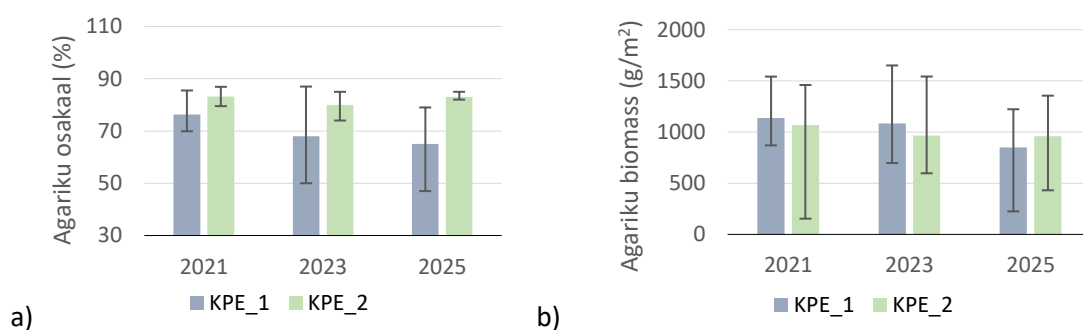 a)
Agariku osakaal (%)
110
90
70
50
30
2021 2023 2025
KPE_1 KPE_2
b)
Agariku biomass (g/m²)
2000
1500
1000
500
0
2021 2023 2025
KPE_1 KPE_2